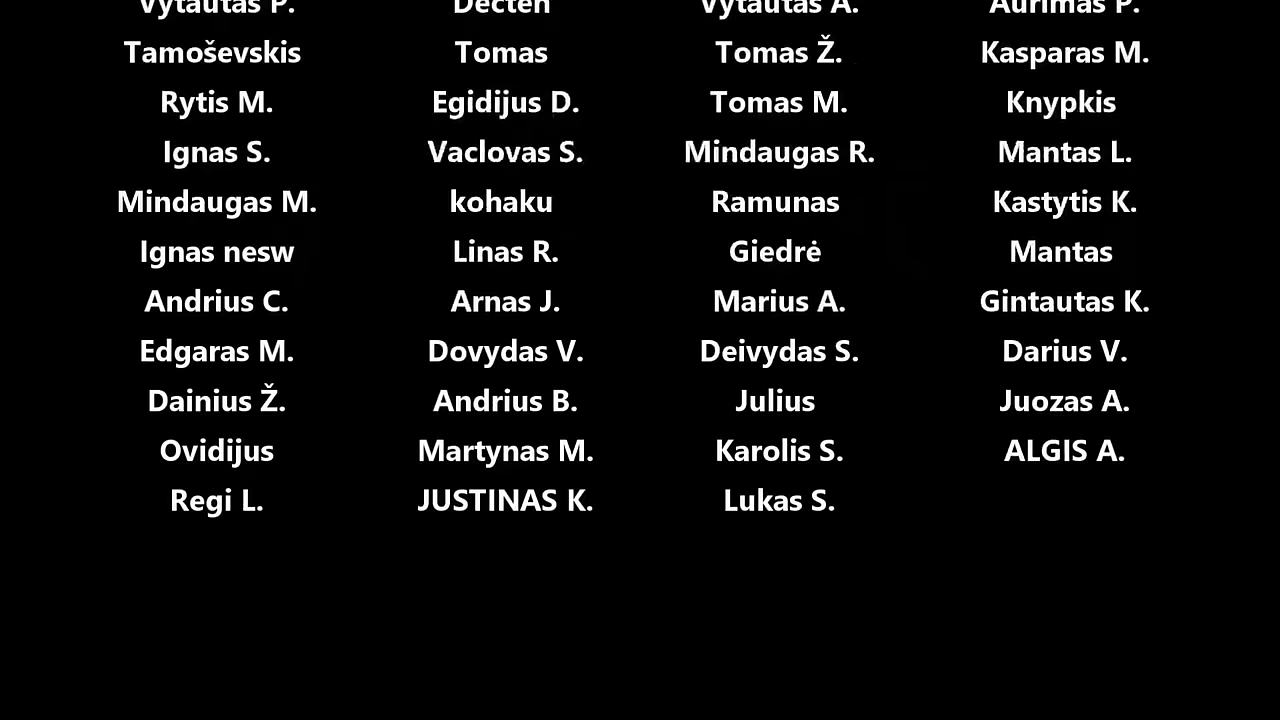 Vytautas P. Decten Vytautas A. Aurimas P.
Tamoševskis Tomas Tomas Ž. Kasparas M.
Rytis M. Egidijus D. Tomas M. Knypkis
Ignas S. Vaclovas S. Mindaugas R. Mantas L.
Mindaugas M. kohaku Ramunas Kastytis K.
Ignas nesw Linas R. Giedrė Mantas
Andrius C. Arnas J. Marius A. Gintautas K.
Edgaras M. Dovydas V. Deivydas S. Darius V.
Dainius Ž. Andrius B. Julius Juozas A.
Ovidijus Martynas M. Karolis S. ALGIS A.
Regi L. JUSTINAS K. Lukas S.